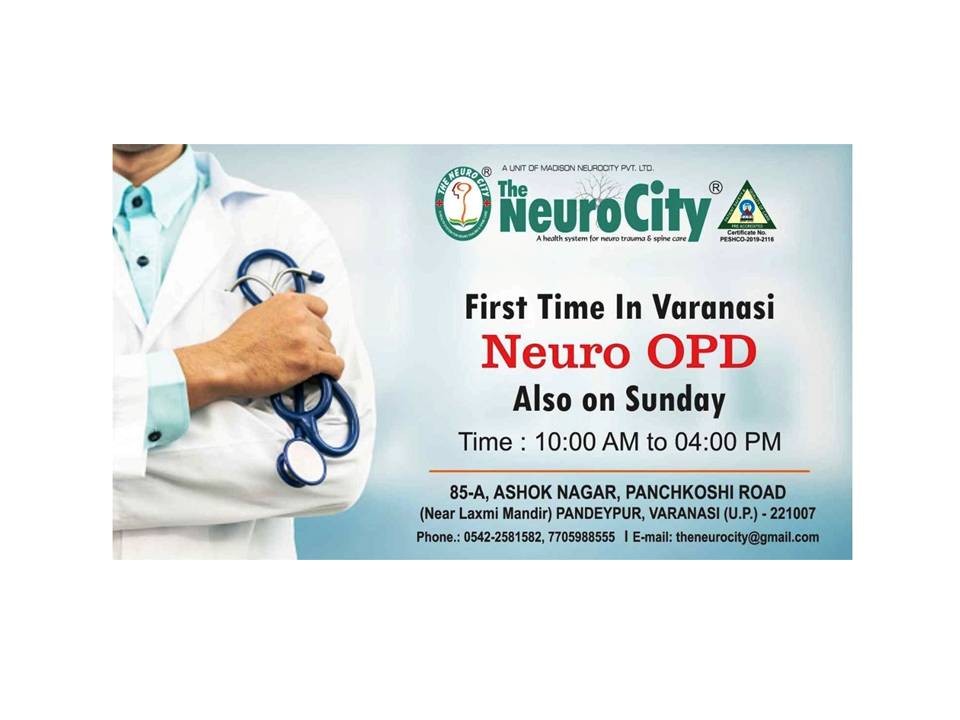 A UNIT OF MADISON NEUROCITY PVT. LTD.
THE NEURO CITY ®
The
NeuroCity ®
A health system for neuro trauma & spine care
PRE ACCREDITED
Certificate No.
PESHCO-2019-2116
First Time In Varanasi
Neuro OPD
Also on Sunday
Time : 10:00 AM to 04:00 PM
85-A, ASHOK NAGAR, PANCHKOSHI ROAD
(Near Laxmi Mandir) PANDEYPUR, VARANASI (U.P.) - 221007
Phone.: 0542-2581582, 7705988555 | E-mail: theneurocity@gmail.com